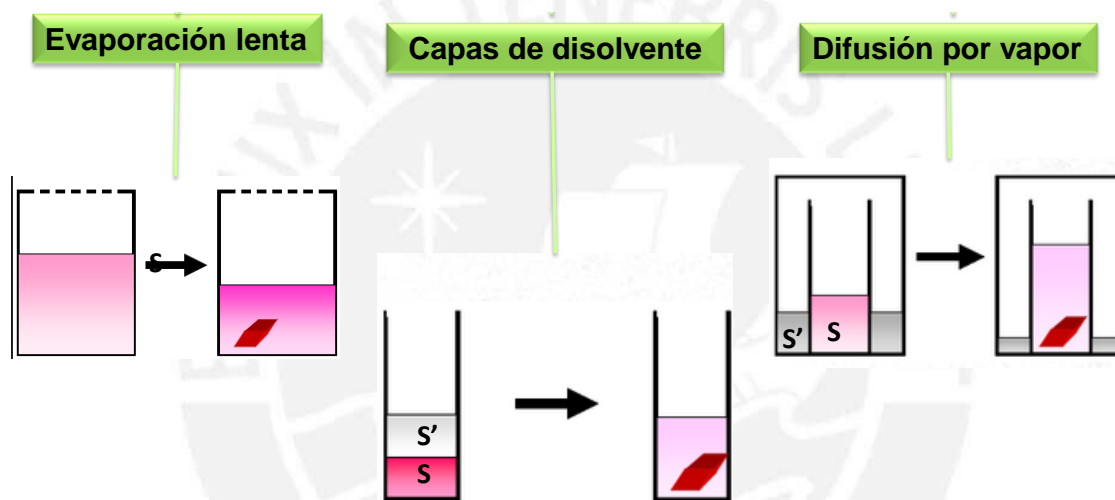 Evaporación lenta
Capas de disolvente
Difusión por vapor
S
S'
S
S'
S